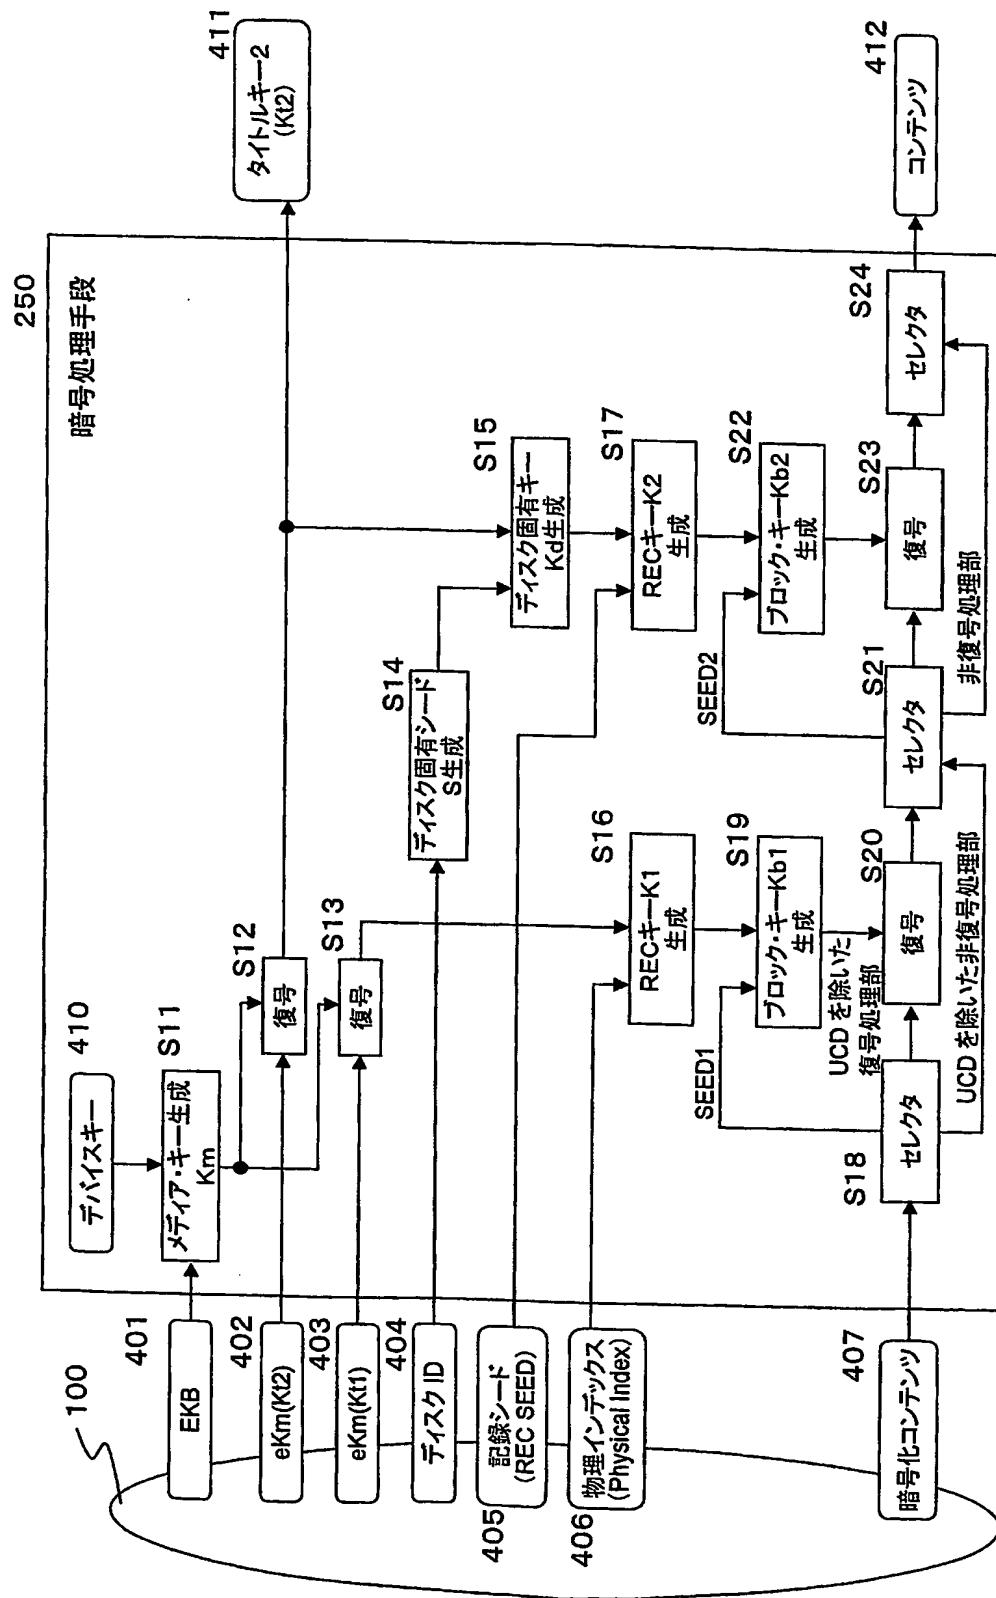 250
暗号処理手段
411
タイトルキー2
(Kt2)
412
コンテンツ
100
401
EKB
402
eKm(Kt2)
403
eKm(Kt1)
404
ディスク ID
405
記録シード
(REC SEED)
406
物理インデックス
(Physical Index)
407
暗号化コンテンツ
410
デバイスキー
S11
メディア・キー生成
Km
S12
復号
S13
復号
S14
ディスク固有シード
S生成
S15
ディスク固有キー
Kd生成
S16
RECキーK1
生成
S17
RECキーK2
生成
S18
セレクタ
SEED1
S19
ブロック・キーKb1
生成
UCDを除いた
復号処理部
S20
復号
UCDを除いた非復号処理部
S21
セレクタ
SEED2
S22
ブロック・キーKb2
生成
S23
復号
非復号処理部
S24
セレクタ